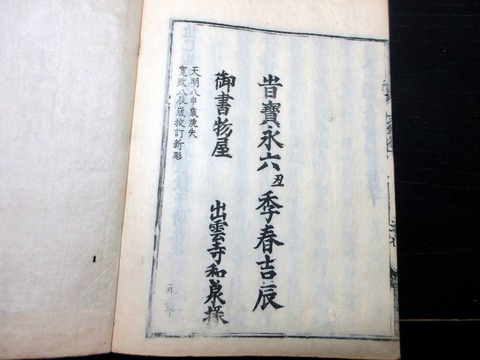 旹寶永六丑季春吉辰
御書物屋 出雲寺和泉掾
天明八申歳焼失
寛政八辰歳校訂新彫